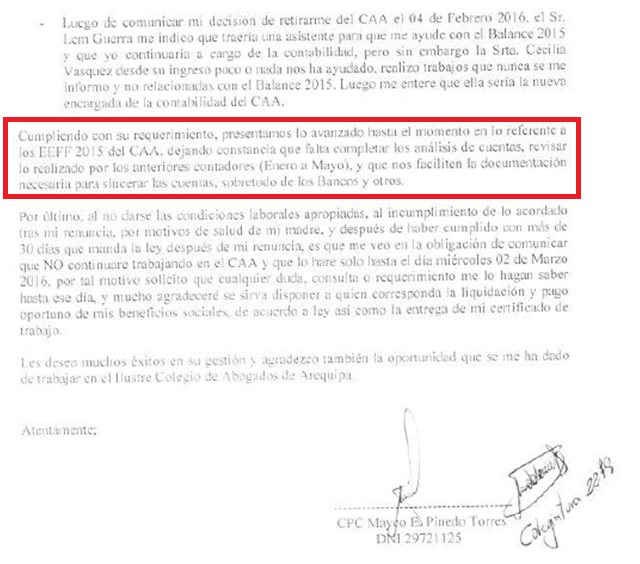 - Luego de comunicar mi decisión de retirarme del CAA el 04 de Febrero 2016, el Sr.
Lem Guerra me indico que traería una asistente para que me ayude con el Balance 2015
y que yo continuaría a cargo de la contabilidad, pero sin embargo la Srta. Cecilia
Vasquez desde su ingreso poco o nada nos ha ayudado, realizo trabajos que nunca se me
informo y no relacionadas con el Balance 2015. Luego me entere que ella sería la nueva
encargada de la contabilidad del CAA.
Cumpliendo con su requerimiento, presentamos lo avanzado hasta el momento en lo referente a
los EEFF 2015 del CAA, dejando constancia que falta completar los análisis de cuentas, revisar
lo realizado por los anteriores contadores (Enero a Mayo), y que nos faciliten la documentación
necesaria para sincerar las cuentas, sobretodo de los Bancos y otros.
Por último, al no darse las condiciones laborales apropiadas, al incumplimiento de lo acordado
tras mi renuncia, por motivos de salud de mi madre, y después de haber cumplido con más de
30 días que manda la ley después de mi renuncia, es que me veo en la obligación de comunicar
que NO continuare trabajando en el CAA y que lo hare solo hasta el día miércoles 02 de Marzo
2016, por tal motivo solicito que cualquier duda, consulta o requerimiento me lo hagan saber
hasta ese día, y mucho agradeceré se sirva disponer a quien corresponda la liquidación y pago
oportuno de mis beneficios sociales, de acuerdo a ley así como la entrega de mi certificado de
trabajo.
Les deseo muchos éxitos en su gestión y agradezco también la oportunidad que se me ha dado
de trabajar en el Ilustre Colegio de Abogados de Arequipa.
Atentamente;
CPC Mayco E. Pinedo Torres
DNI 29721125
Colegiatura 2279